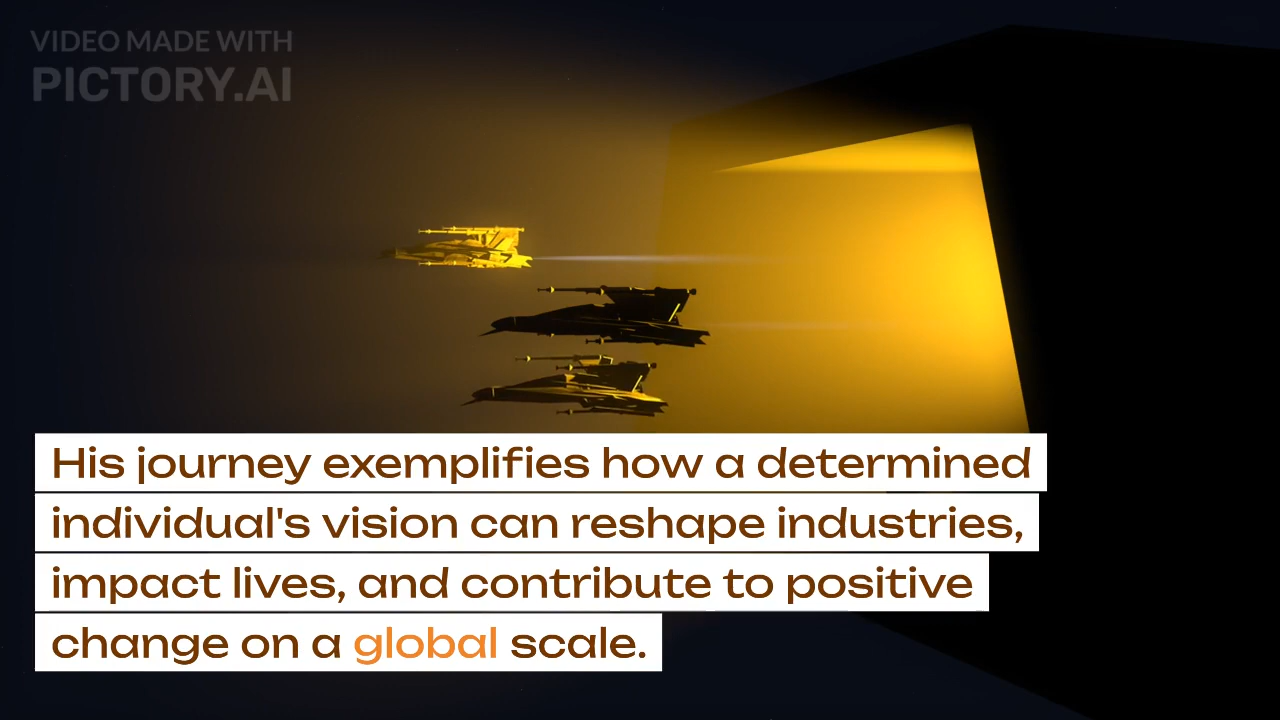 VIDEO MADE WITH
PICTORY.AI
His journey exemplifies how a determined
individual's vision can reshape industries,
impact lives, and contribute to positive
change on a global scale.